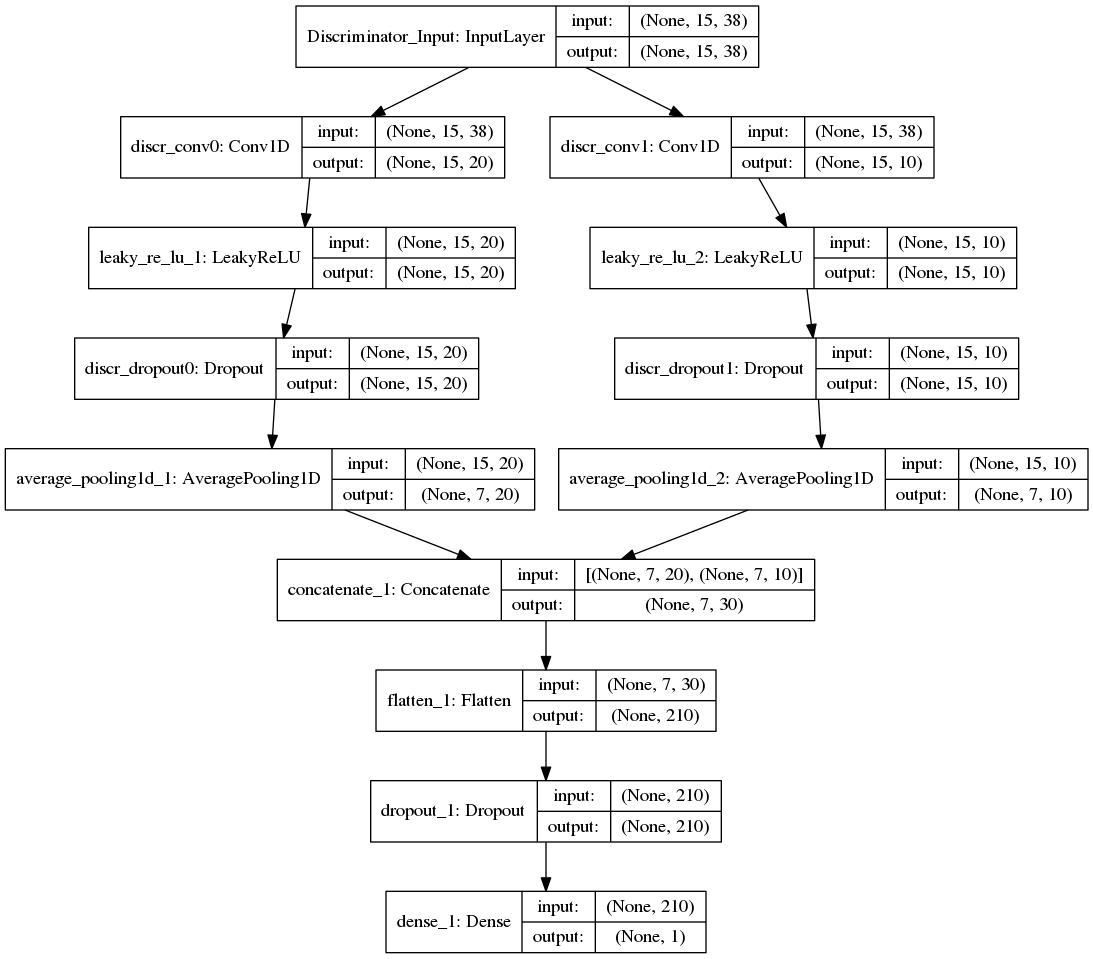 Discriminator_Input: InputLayer
input: (None, 15, 38)
output: (None, 15, 38)
discr_conv0: Conv1D
input: (None, 15, 38)
output: (None, 15, 20)
discr_conv1: Conv1D
input: (None, 15, 38)
output: (None, 15, 10)
leaky_re_lu_1: LeakyReLU
input: (None, 15, 20)
output: (None, 15, 20)
leaky_re_lu_2: LeakyReLU
input: (None, 15, 10)
output: (None, 15, 10)
discr_dropout0: Dropout
input: (None, 15, 20)
output: (None, 15, 20)
discr_dropout1: Dropout
input: (None, 15, 10)
output: (None, 15, 10)
average_pooling1d_1: AveragePooling1D
input: (None, 15, 20)
output: (None, 7, 20)
average_pooling1d_2: AveragePooling1D
input: (None, 15, 10)
output: (None, 7, 10)
concatenate_1: Concatenate
input: [(None, 7, 20), (None, 7, 10)]
output: (None, 7, 30)
flatten_1: Flatten
input: (None, 7, 30)
output: (None, 210)
dropout_1: Dropout
input: (None, 210)
output: (None, 210)
dense_1: Dense
input: (None, 210)
output: (None, 1)